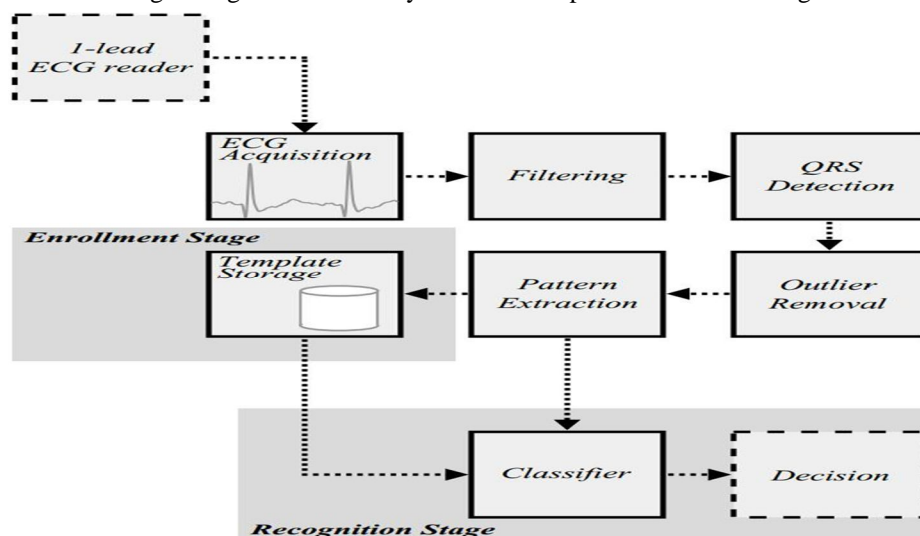 1-lead
ECG reader
ECG
Acquisition
Filtering
QRS
Detection
Enrollment Stage
Template
Storage
Pattern
Extraction
Outlier
Removal
Classifier
Decision
Recognition Stage